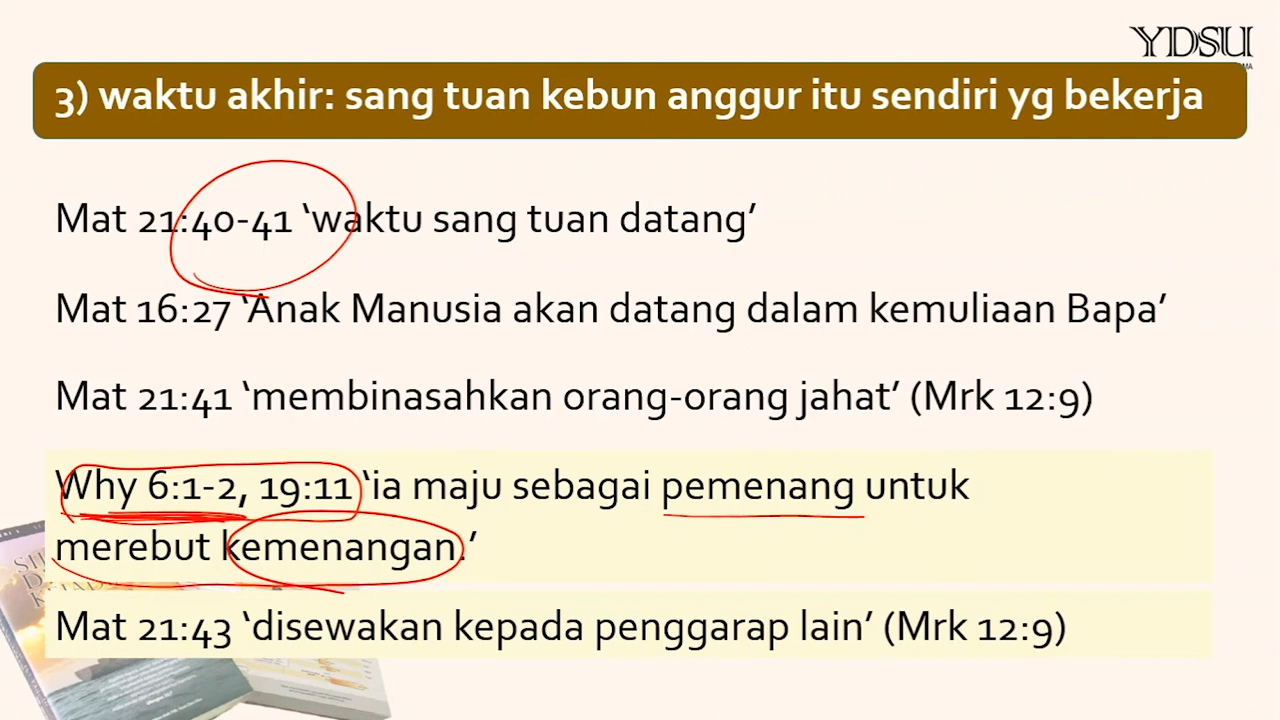 YDSU
3) waktu akhir: sang tuan kebun anggur itu sendiri yg bekerja
Mat 21:40-41 ‘waktu sang tuan datang’
Mat 16:27 ‘Anak Manusia akan datang dalam kemuliaan Bapa’
Mat 21:41 ‘membinasahkan orang-orang jahat’ (Mrk 12:9)
Why 6:1-2, 19:11 ‘ia maju sebagai pemenang untuk
merebut kemenangan.’
Mat 21:43 ‘disewakan kepada penggarap lain’ (Mrk 12:9)